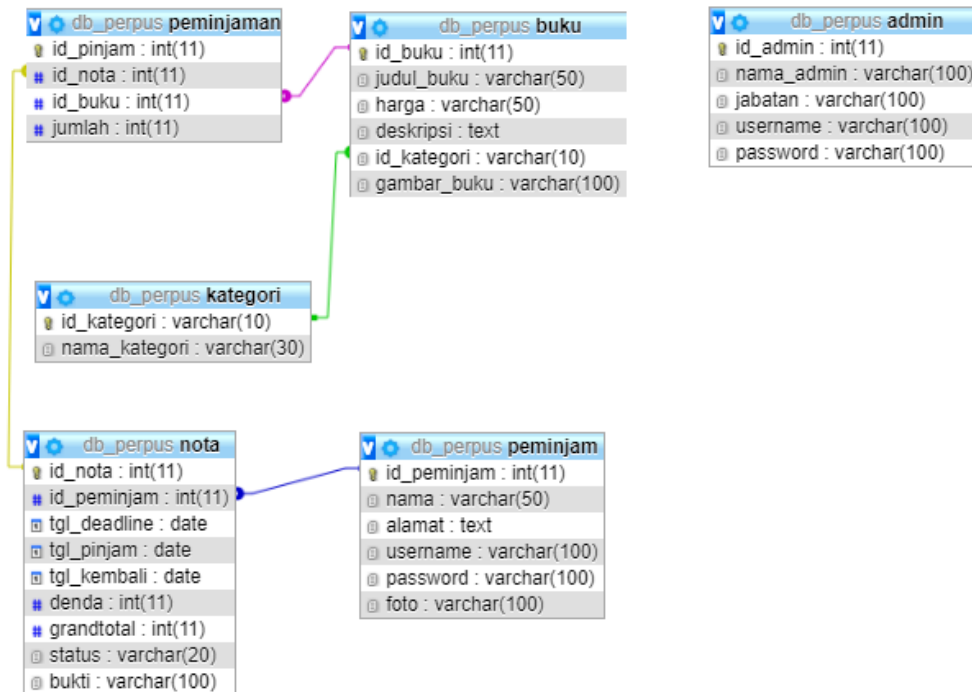 db_perpus peminjaman
id_pinjam : int(11)
id_nota : int(11)
id_buku : int(11)
jumlah : int(11)
db_perpus buku
id_buku : int(11)
judul_buku : varchar(50)
harga : varchar(50)
deskripsi : text
id_kategori : varchar(10)
gambar_buku : varchar(100)
db_perpus admin
id_admin : int(11)
nama_admin : varchar(100)
jabatan : varchar(100)
username : varchar(100)
password : varchar(100)
db_perpus kategori
id_kategori : varchar(10)
nama_kategori : varchar(30)
db_perpus nota
id_nota : int(11)
id_peminjam : int(11)
tgl_deadline : date
tgl_pinjam : date
tgl_kembali : date
denda : int(11)
grandtotal : int(11)
status : varchar(20)
bukti : varchar(100)
db_perpus peminjam
id_peminjam : int(11)
nama : varchar(50)
alamat : text
username : varchar(100)
password : varchar(100)
foto : varchar(100)